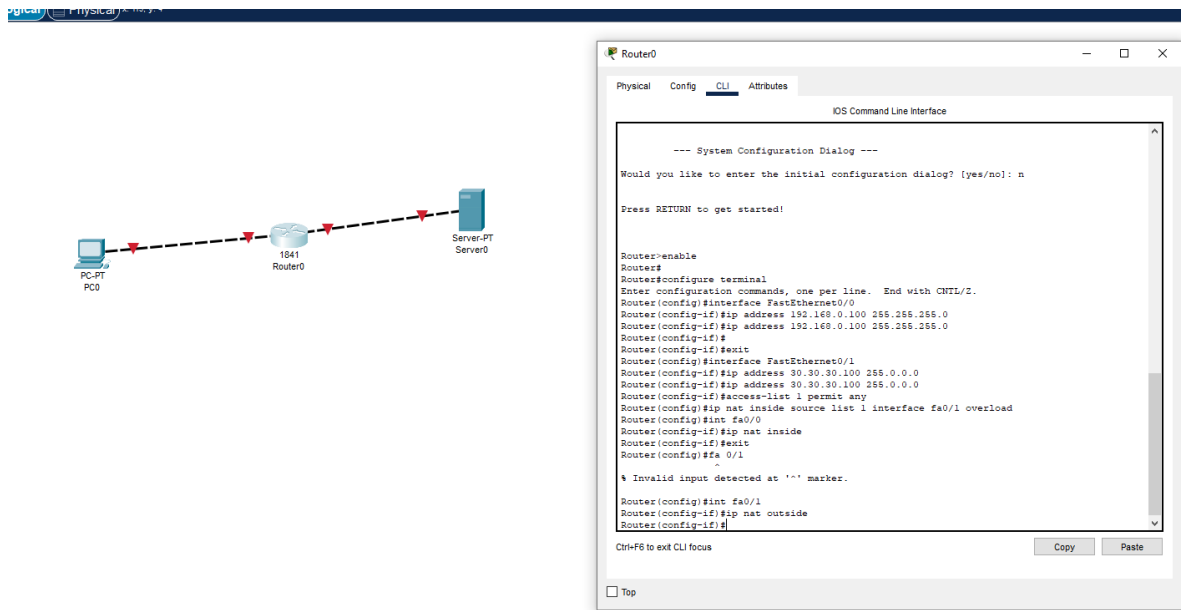 Physical
Router0
Physical Config CLI Attributes
IOS Command Line Interface
--- System Configuration Dialog ---
Would you like to enter the initial configuration dialog? [yes/no]: n
Press RETURN to get started!
Router>enable
Router#
Router#configure terminal
Enter configuration commands, one per line. End with CNTL/Z.
Router(config)#interface FastEthernet0/0
Router(config-if)#ip address 192.168.0.100 255.255.255.0
Router(config-if)#ip address 192.168.0.100 255.255.255.0
Router(config-if)#
Router(config-if)#exit
Router(config)#interface FastEthernet0/1
Router(config-if)#ip address 30.30.30.100 255.0.0.0
Router(config-if)#ip address 30.30.30.100 255.0.0.0
Router(config-if)#access-list 1 permit any
Router(config)#ip nat inside source list 1 interface fa0/1 overload
Router(config)#int fa0/0
Router(config-if)#ip nat inside
Router(config-if)#exit
Router(config)#fa 0/1
^
% Invalid input detected at '^' marker.
Router(config)#int fa0/1
Router(config-if)#ip nat outside
Router(config-if)#
Ctrl+F6 to exit CLI focus
Copy Paste
Top
PC-PT
PC0
1841
Router0
Server-PT
Server0